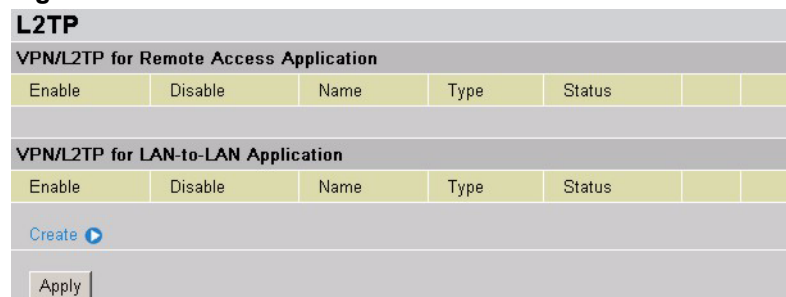 L2TP
VPN/L2TP for Remote Access Application
Enable Disable Name Type Status
VPN/L2TP for LAN-to-LAN Application
Enable Disable Name Type Status
Create
Apply